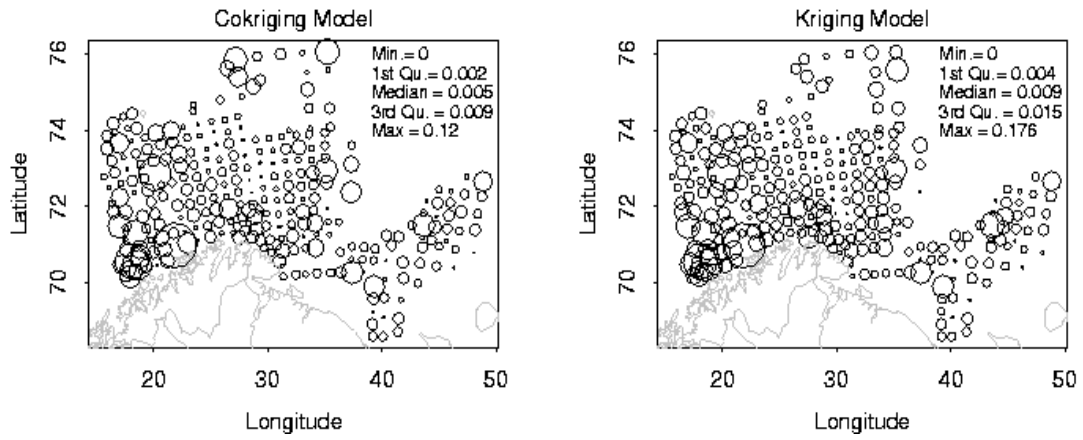 Cokriging Model
Min.= 0
1st Qu.= 0.002
Median = 0.005
3rd Qu. = 0.009
Max = 0.12
76
74
72
70
Latitude
20
30
40
50
Longitude
Kriging Model
Min.= 0
1st Qu. = 0.004
Median = 0.009
3rd Qu. = 0.015
Max = 0.176
76
74
72
70
Latitude
20
30
40
50
Longitude